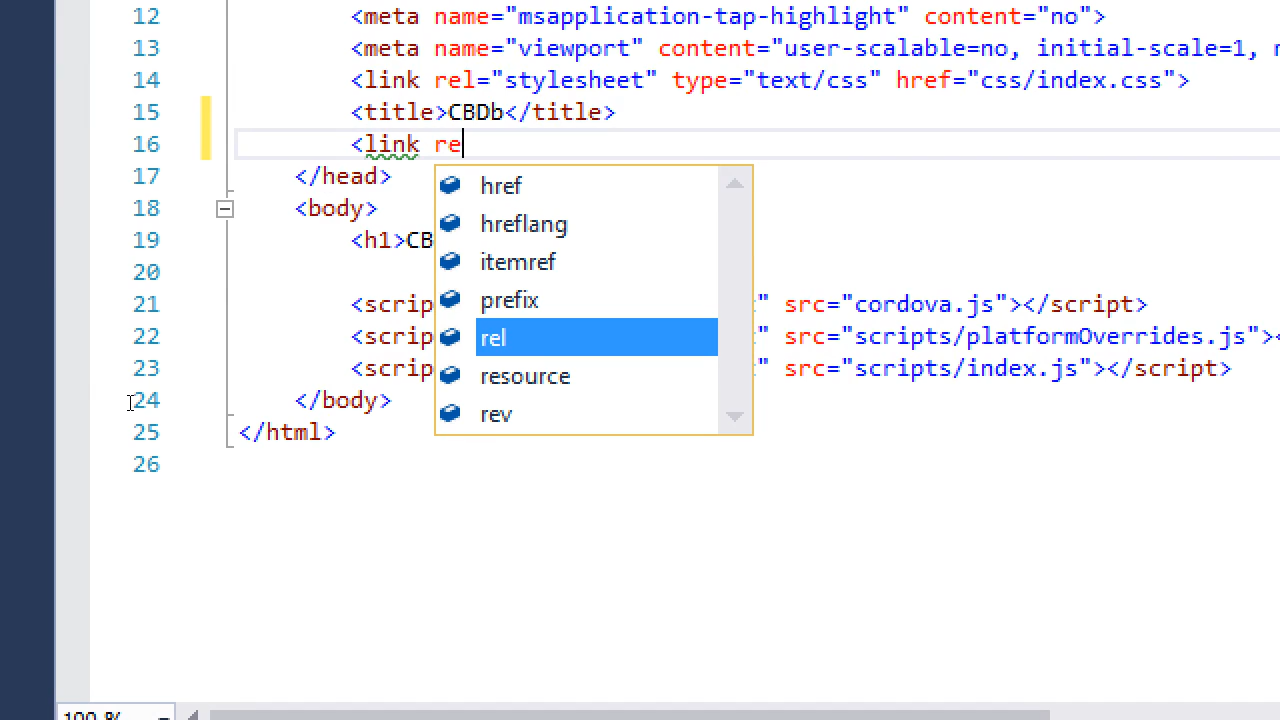 12 <meta name="msapplication-tap-highlight" content="no">
13 <meta name="viewport" content="user-scalable=no, initial-scale=1,
14 <link rel="stylesheet" type="text/css" href="css/index.css">
15 <title>CBDb</title>
16 <link re
17 </head>
18 <body>
19 <h1>CB
20
21 <scrip " src="cordova.js"></script>
22 <scrip " src="scripts/platformOverrides.js"><
23 <scrip " src="scripts/index.js"></script>
24 </body>
25 </html>
26
href
hreflang
itemref
prefix
rel
resource
rev
100 %